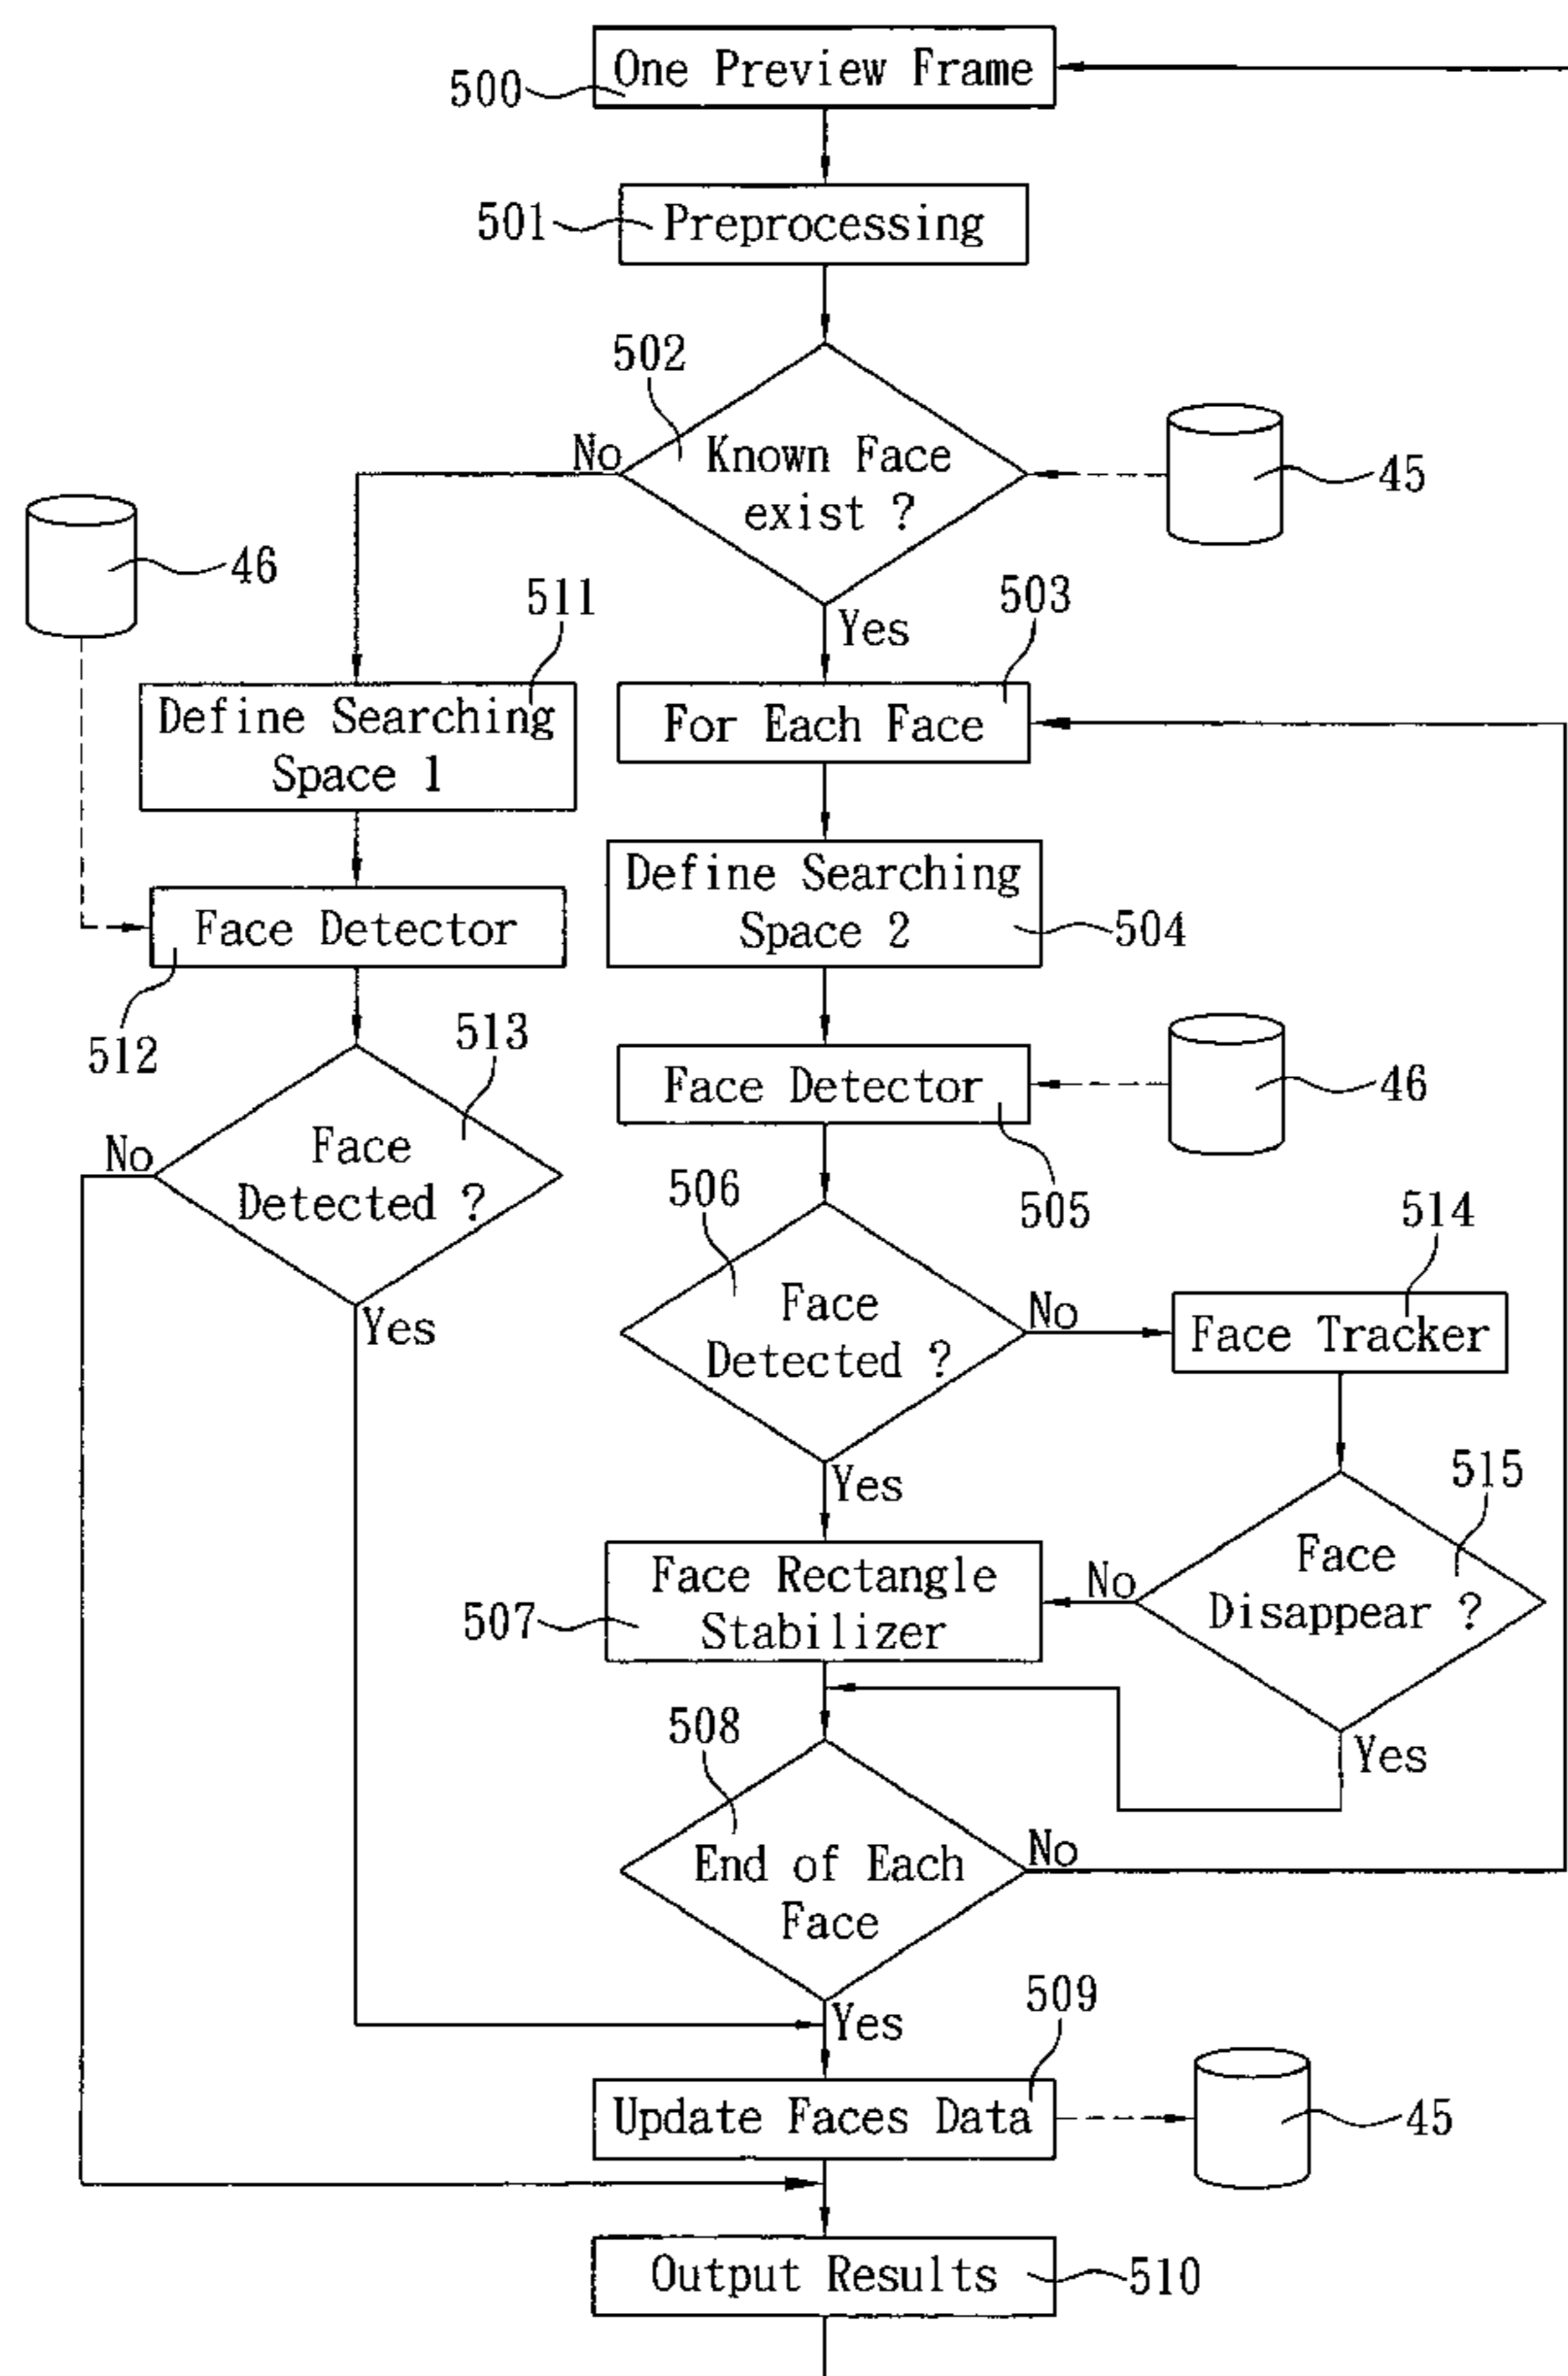 One Preview Frame
500
Preprocessing
501
502
Known Face
exist ?
No
Yes
45
46
511
503
Define Searching
Space 1
For Each Face
Define Searching
Space 2
504
Face Detector
512
513
Face Detector
505
46
Face
Detected ?
No
Yes
506
Face
Detected ?
No
Yes
514
Face Tracker
515
Face
Disappear ?
No
Yes
Face Rectangle
Stabilizer
507
508
End of Each
Face
No
Yes
509
Update Faces Data
45
Output Results
510